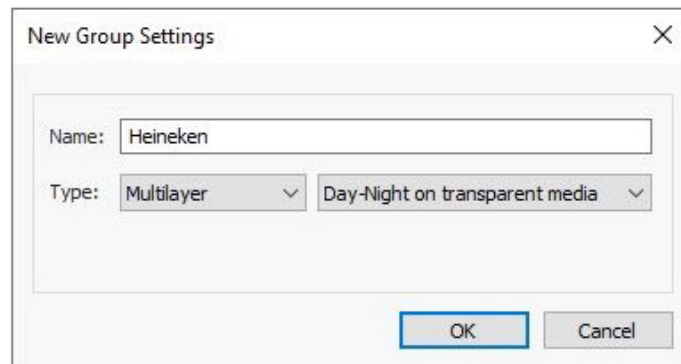 New Group Settings
Name: Heineken
Type: Multilayer Day-Night on transparent media
OK Cancel